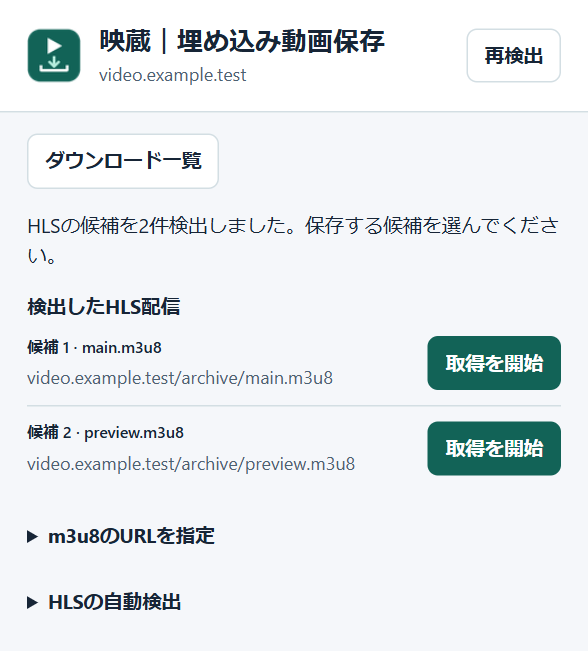 映蔵｜埋め込み動画保存
video.example.test
再検出
ダウンロード一覧
HLSの候補を2件検出しました。保存する候補を選んでくださ
い。
検出したHLS配信
候補 1 · main.m3u8
video.example.test/archive/main.m3u8
取得を開始
候補 2 · preview.m3u8
video.example.test/archive/preview.m3u8
取得を開始
▶ m3u8のURLを指定
▶ HLSの自動検出